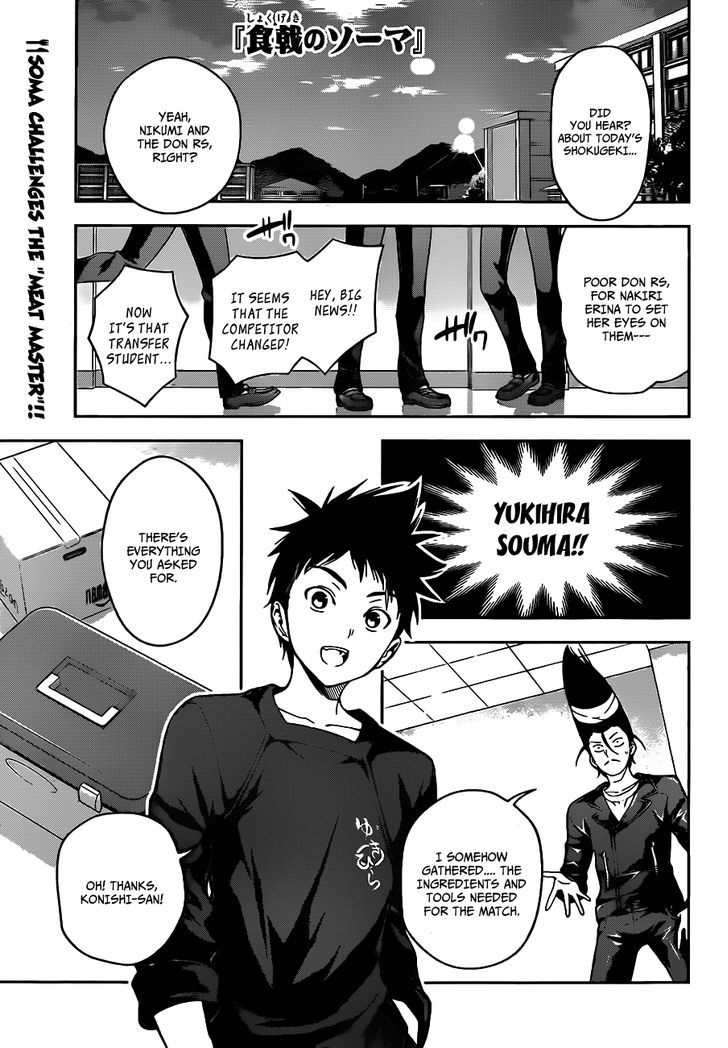 しょくげき
『食戟のソーマ』
SOMA CHALLENGES THE "MEAT MASTER"!!
DID
YOU HEAR?
ABOUT TODAY'S
SHOKUGEKI...
YEAH,
NIKUMI AND
THE DON RS,
RIGHT?
POOR DON RS,
FOR NAKIRI
ERINA TO SET
HER EYES ON
THEM---
HEY, BIG
NEWS!!
IT SEEMS
THAT THE
COMPETITOR
CHANGED!
NOW
IT'S THAT
TRANSFER
STUDENT...
YUKIHIRA
SOUMA!!
THERE'S
EVERYTHING
YOU ASKED
FOR.
I SOMEHOW
GATHERED.... THE
INGREDIENTS AND
TOOLS NEEDED
FOR THE MATCH.
OH! THANKS,
KONISHI-SAN!
ゆきひら